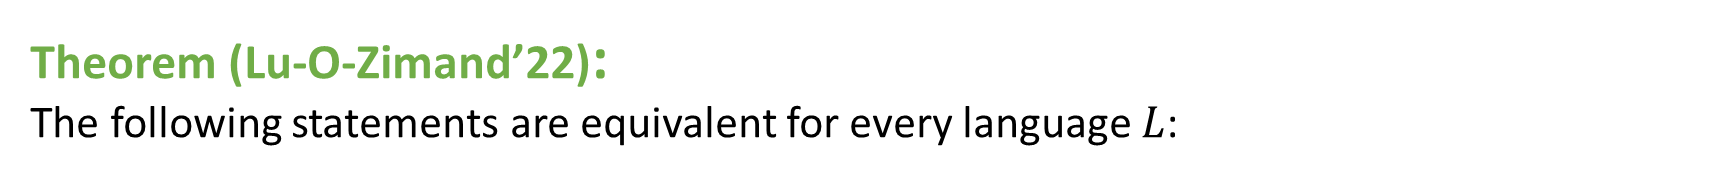 Theorem (Lu-O-Zimand’22):
The following statements are equivalent for every language 𝐿: